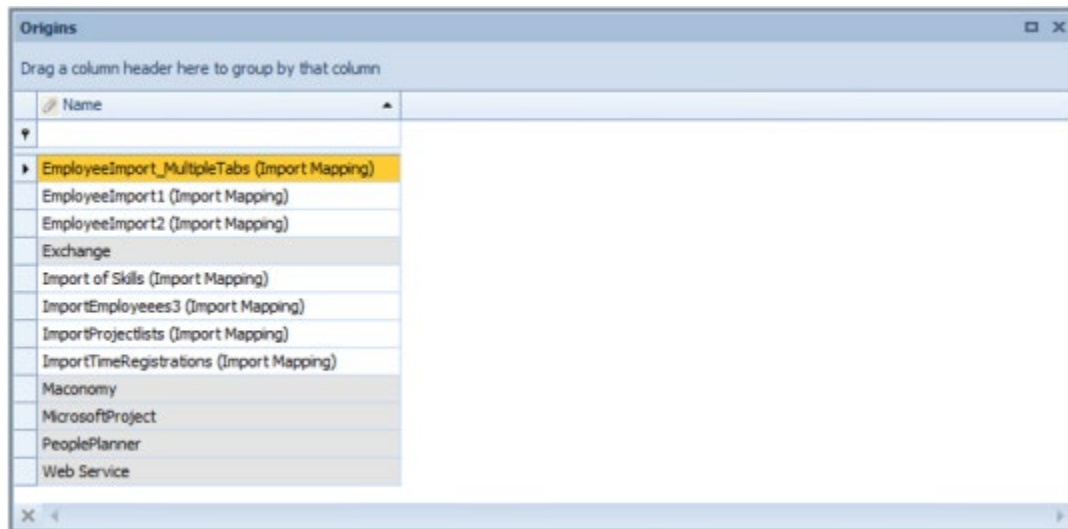 Origins
Drag a column header here to group by that column
Name
EmployeeImport_MultipleTabs (Import Mapping)
EmployeeImport1 (Import Mapping)
EmployeeImport2 (Import Mapping)
Exchange
Import of Skills (Import Mapping)
ImportEmployeees3 (Import Mapping)
ImportProjectlists (Import Mapping)
ImportTimeRegistrations (Import Mapping)
Maconomy
MicrosoftProject
PeoplePlanner
Web Service